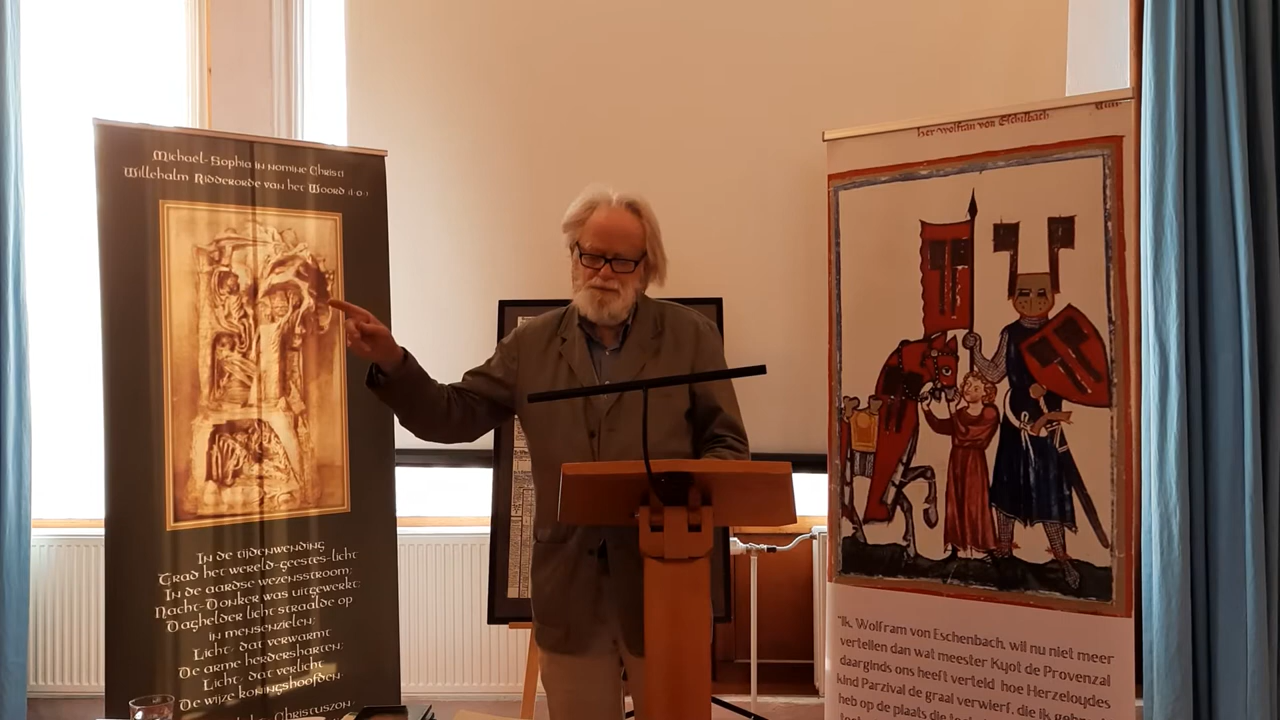 Michael-Sophia in nomine Christi
Willehalm Ridderorde van het Woord (i.o.)
In de tijdenwending
Trad het wereld-geestes-licht
In de aardse wezensstroom;
Nacht-Donker was uitgewerkt;
Daghelder licht straalde op
in mensenzielen;
Licht, dat verwarmt
De arme herdersharten;
Licht, dat verlicht
De wijze koningshoofden.
Christuszon
her wolfran von Eschilbach
"Ik, Wolfram von Eschenbach, wil nu niet meer
vertellen dan wat meester Kyot de Provenzal
daarginds ons heeft verteld hoe Herzeloydes
kind Parzival de graal verwierf, die ik
heb op de plaats die